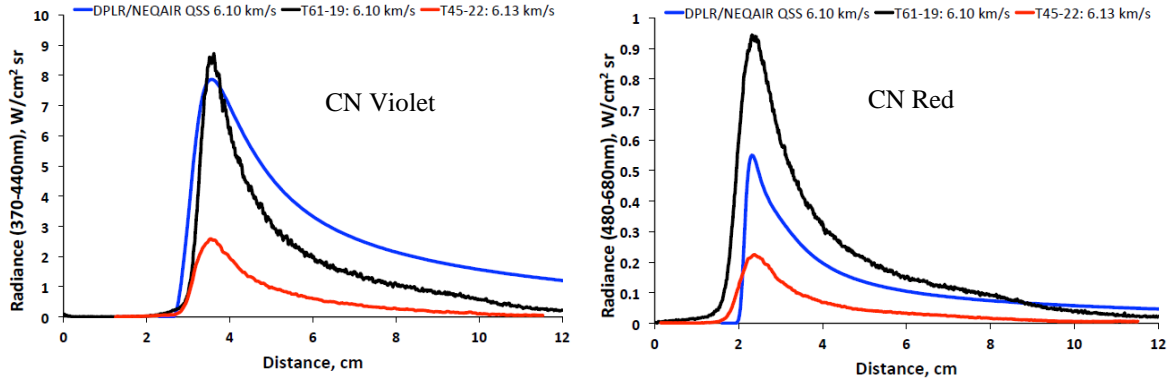 DPLR/NEQAIR QSS 6.10 km/s T61-19: 6.10 km/s T45-22: 6.13 km/s
Radiance (370-440nm), W/cm² sr
10
9
8
7
6
5
4
3
2
1
0
CN Violet
0 2 4 6 8 10 12
Distance, cm
DPLR/NEQAIR QSS 6.10 km/s T61-19: 6.10 km/s T45-22: 6.13 km/s
Radiance (480-680nm), W/cm² sr
1
0.9
0.8
0.7
0.6
0.5
0.4
0.3
0.2
0.1
0
CN Red
0 2 4 6 8 10 12
Distance, cm